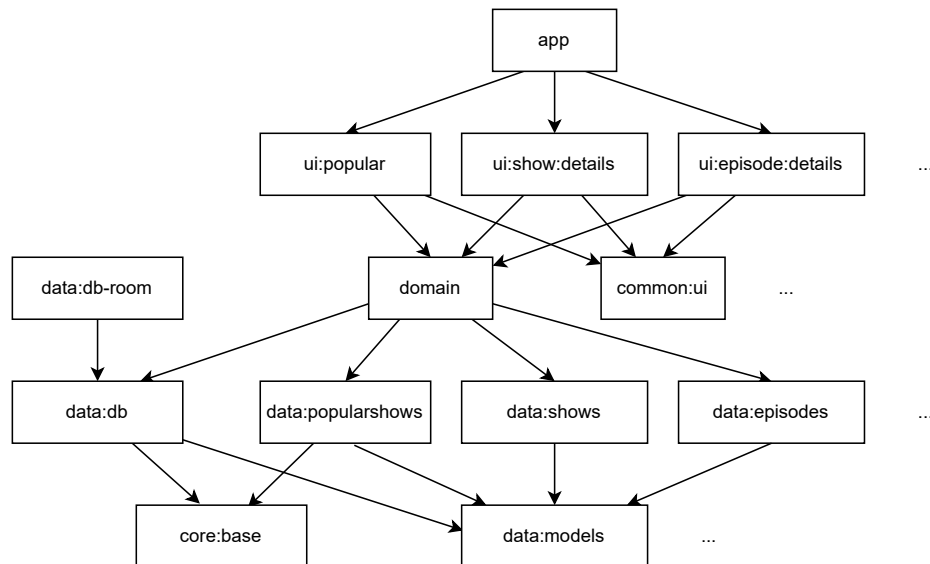 app
ui:popular
ui:show:details
ui:episode:details
...
data:db-room
domain
common:ui
...
data:db
data:popularshows
data:shows
data:episodes
...
core:base
data:models
...